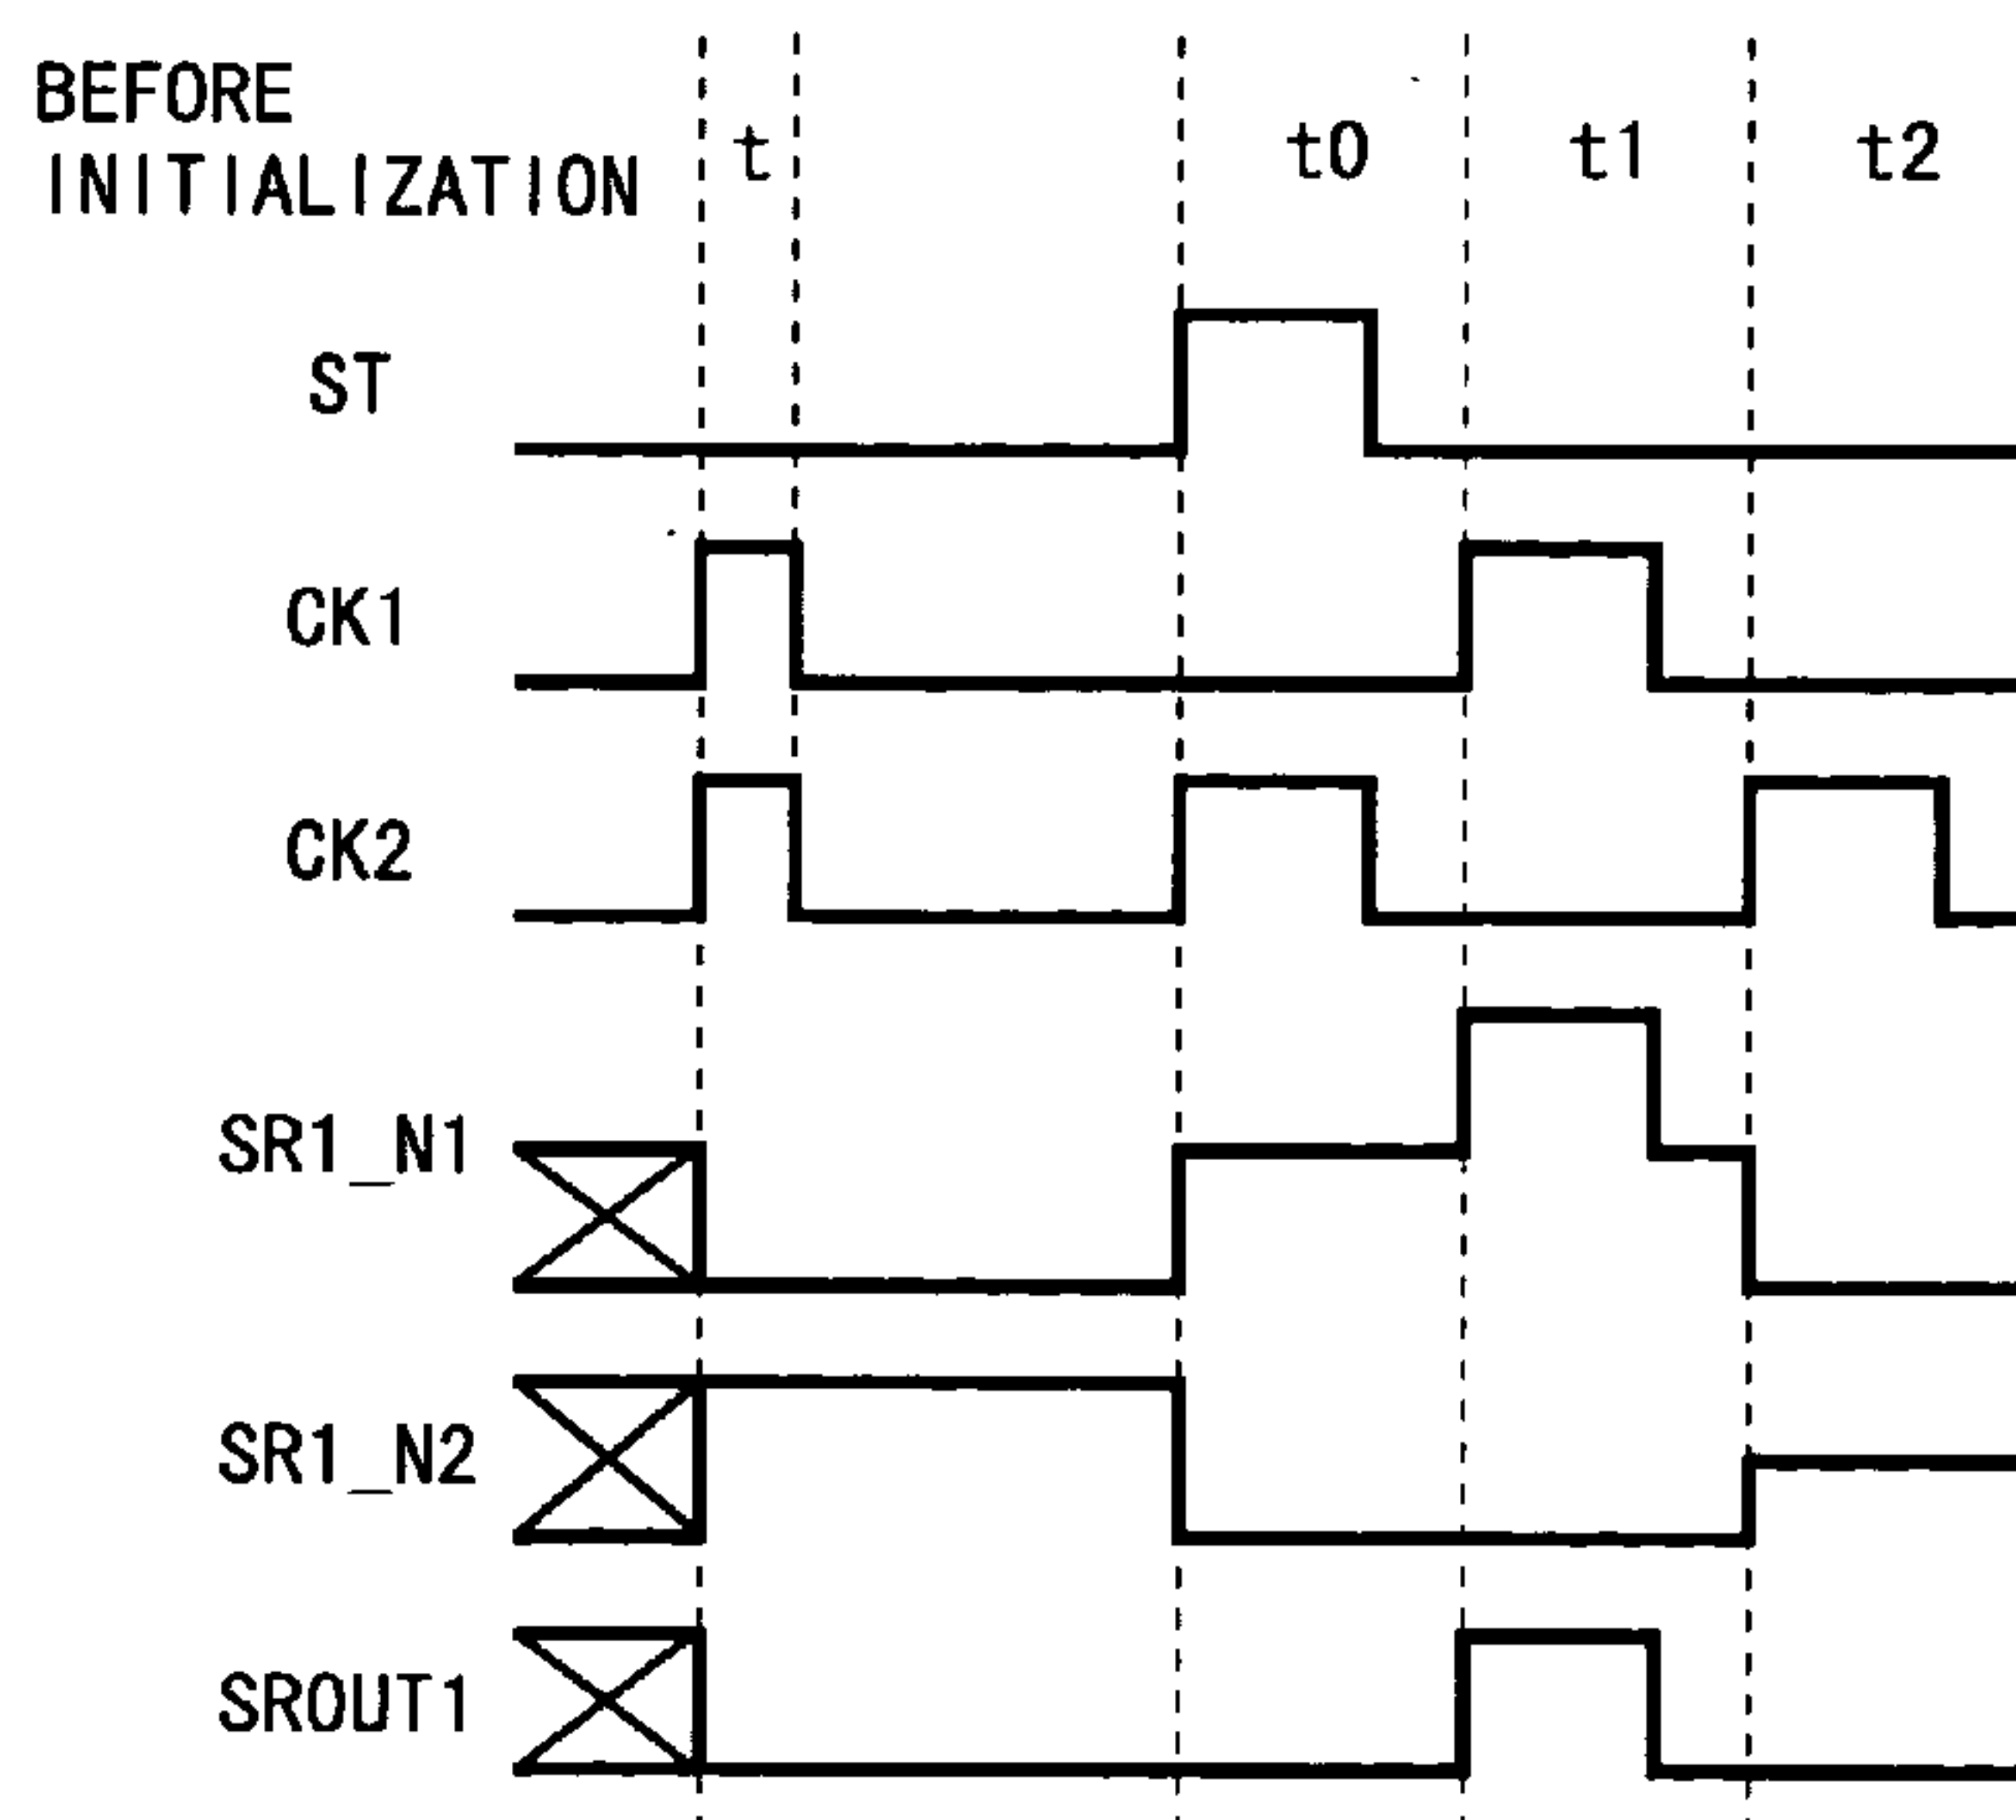 BEFORE
INITIALIZATION
t
t0
t1
t2
ST
CK1
CK2
SR1_N1
SR1_N2
SROUT1